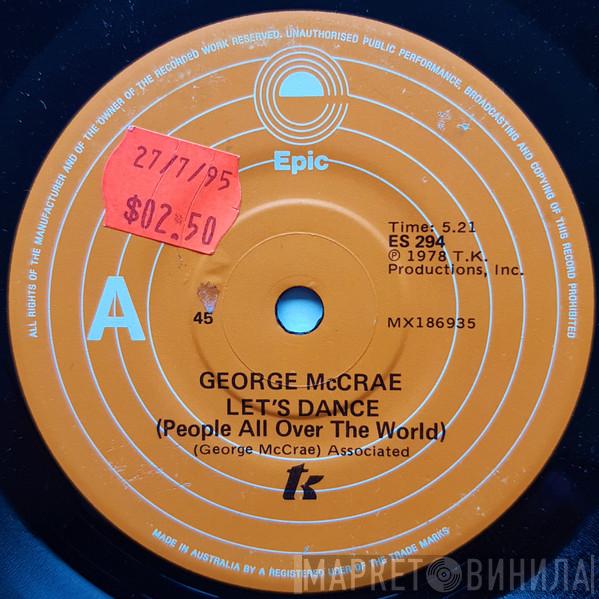 ALL RIGHTS OF THE MANUFACTURER AND OF THE OWNER OF THE RECORDED WORK RESERVED. UNAUTHORISED PUBLIC PERFORMANCE, BROADCASTING AND COPYING OF THIS RECORD PROHIBITED
Epic
27/7/95
$02.50
A
Time: 5.21
ES 294
℗ 1978 T.K.
Productions, Inc.
45
MX186935
GEORGE McCRAE
LET'S DANCE
(People All Over The World)
(George McCrae) Associated
tk
MADE IN AUSTRALIA BY A REGISTERED USER OF THE TRADE MARKS
МАРКЕТ ВИНИЛА